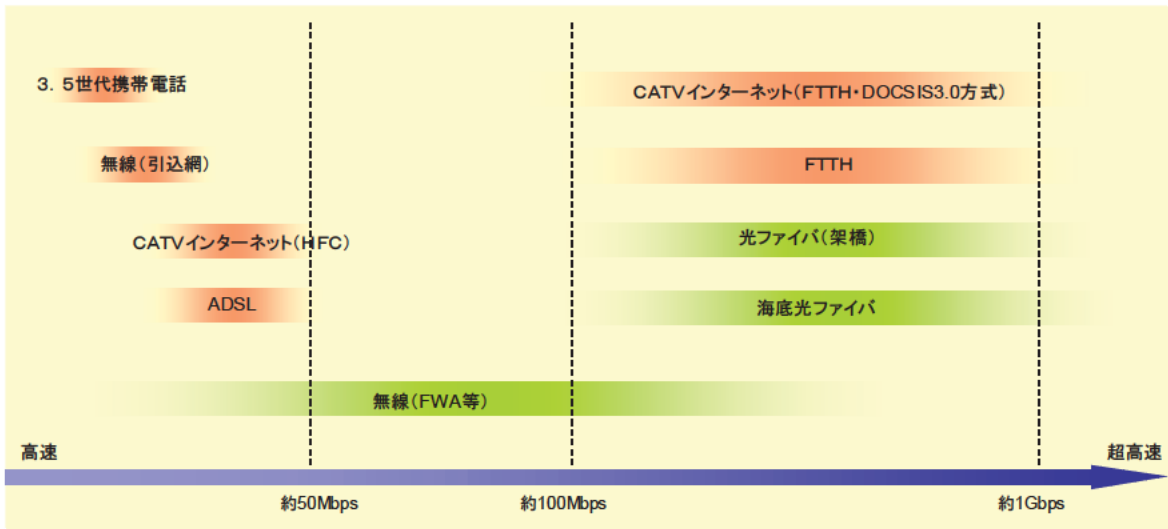 3．5世代携帯電話
CATVインターネット（FTTH・DOCSIS3.0方式）
無線（引込網）
FTTH
CATVインターネット（HFC）
光ファイバ（架橋）
ADSL
海底光ファイバ
無線（FWA等）
高速
超高速
約50Mbps
約100Mbps
約1Gbps